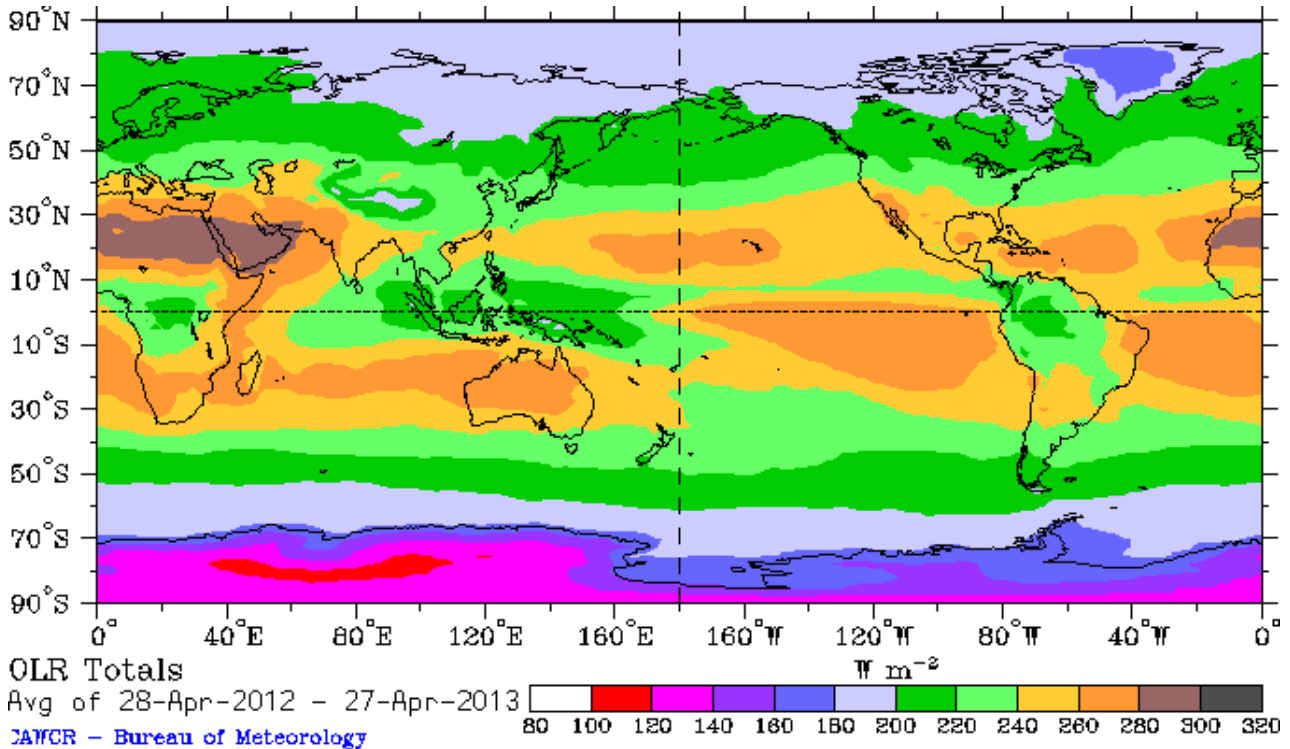 90°N
70°N
50°N
30°N
10°N
0°
10°S
30°S
50°S
70°S
90°S
0° 40°E 80°E 120°E 160°E 160°W 120°W 80°W 40°W 0°
OLR Totals W m⁻²
Avg of 28-Apr-2012 - 27-Apr-2013
80 100 120 140 160 180 200 220 240 260 280 300 320
CAWCR - Bureau of Meteorology